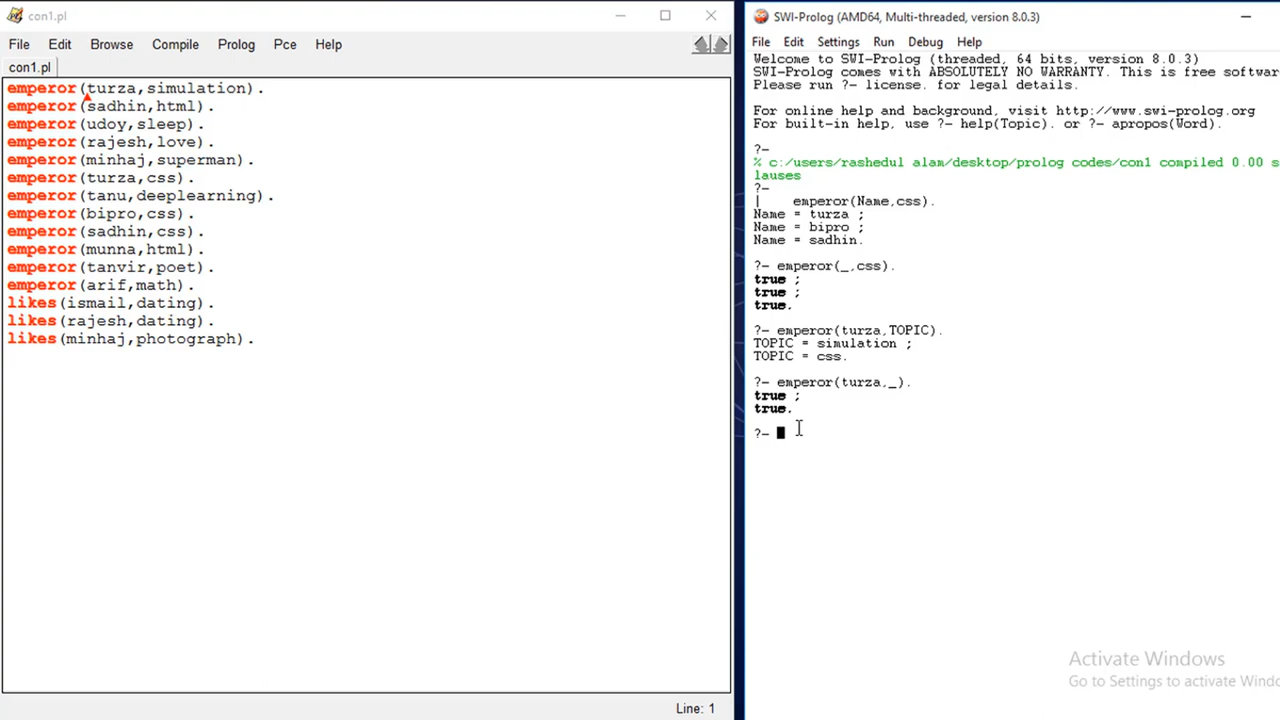 con1.pl
File Edit Browse Compile Prolog Pce Help
con1.pl
emperor(turza,simulation).
emperor(sadhin,html).
emperor(udoy,sleep).
emperor(rajesh,love).
emperor(minhaj,superman).
emperor(turza,css).
emperor(tanu,deeplearning).
emperor(bipro,css).
emperor(sadhin,css).
emperor(munna,html).
emperor(tanvir,poet).
emperor(arif,math).
likes(ismail,dating).
likes(rajesh,dating).
likes(minhaj,photograph).
Line: 1
SWI-Prolog (AMD64, Multi-threaded, version 8.0.3)
File Edit Settings Run Debug Help
Welcome to SWI-Prolog (threaded, 64 bits, version 8.0.3)
SWI-Prolog comes with ABSOLUTELY NO WARRANTY. This is free softwar
Please run ?- license. for legal details.
For online help and background, visit http://www.swi-prolog.org
For built-in help, use ?- help(Topic). or ?- apropos(Word).
?-
% c:/users/rashedul alam/desktop/prolog codes/con1 compiled 0.00 s
lauses
?-
|    emperor(Name,css).
Name = turza ;
Name = bipro ;
Name = sadhin.
?- emperor(_,css).
true ;
true ;
true.
?- emperor(turza,TOPIC).
TOPIC = simulation ;
TOPIC = css.
?- emperor(turza,_).
true ;
true.
?-
Activate Windows
Go to Settings to activate Windo